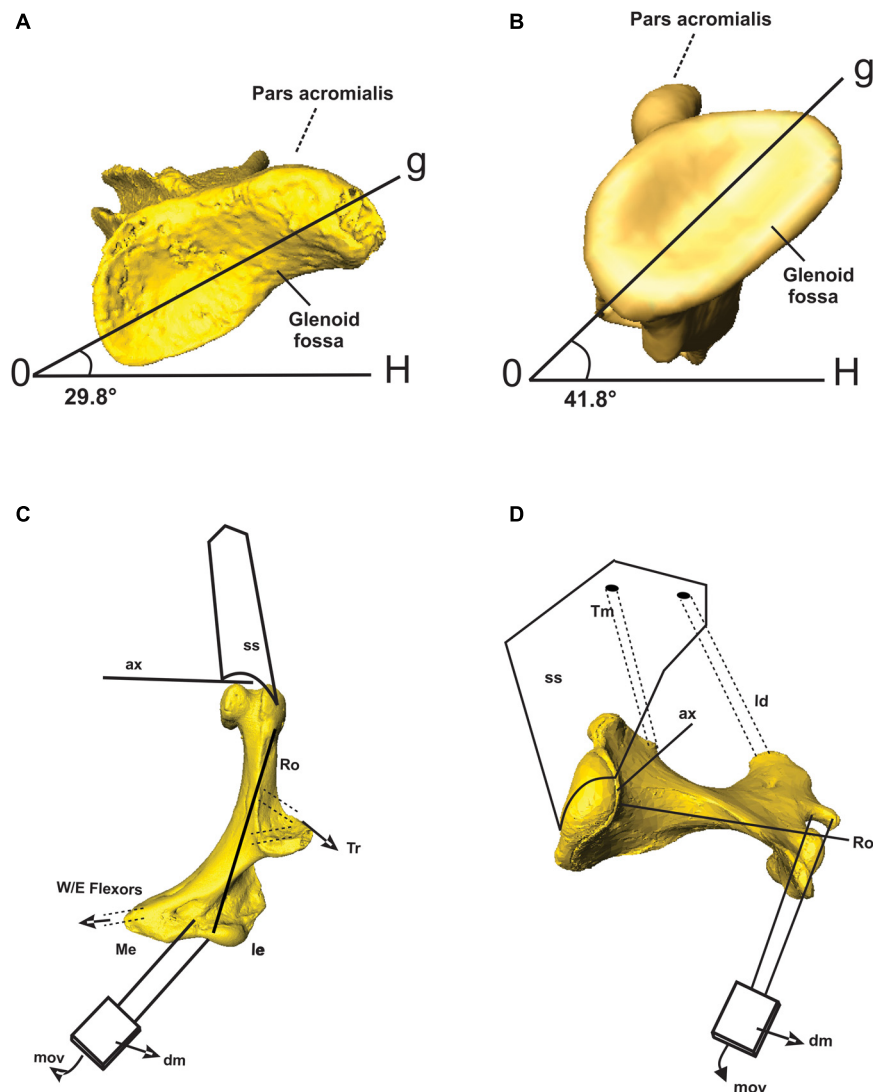 A
Pars acromialis
g
Glenoid
fossa
0
H
29.8°
B
Pars acromialis
g
Glenoid
fossa
0
H
41.8°
C
ss
ax
Ro
Tr
W/E Flexors
Me
le
mov
dm
D
Tm
ss
ld
ax
Ro
dm
mov